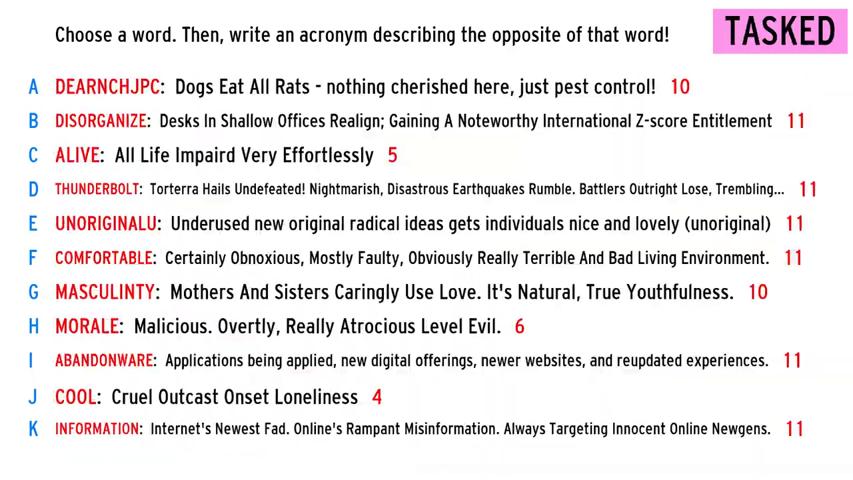 Choose a word. Then, write an acronym describing the opposite of that word!
TASKED
A DEARNCHJPC: Dogs Eat All Rats - nothing cherished here, just pest control! 10
B DISORGANIZE: Desks In Shallow Offices Realign; Gaining A Noteworthy International Z-score Entitlement 11
C ALIVE: All Life Impaird Very Effortlessly 5
D THUNDERBOLT: Torterra Hails Undefeated! Nightmarish, Disastrous Earthquakes Rumble. Battlers Outright Lose, Trembling... 11
E UNORIGINALU: Underused new original radical ideas gets individuals nice and lovely (unoriginal) 11
F COMFORTABLE: Certainly Obnoxious, Mostly Faulty, Obviously Really Terrible And Bad Living Environment. 11
G MASCULINTY: Mothers And Sisters Caringly Use Love. It's Natural, True Youthfulness. 10
H MORALE: Malicious. Overtly, Really Atrocious Level Evil. 6
I ABANDONWARE: Applications being applied, new digital offerings, newer websites, and reupdated experiences. 11
J COOL: Cruel Outcast Onset Loneliness 4
K INFORMATION: Internet's Newest Fad. Online's Rampant Misinformation. Always Targeting Innocent Online Newgens. 11